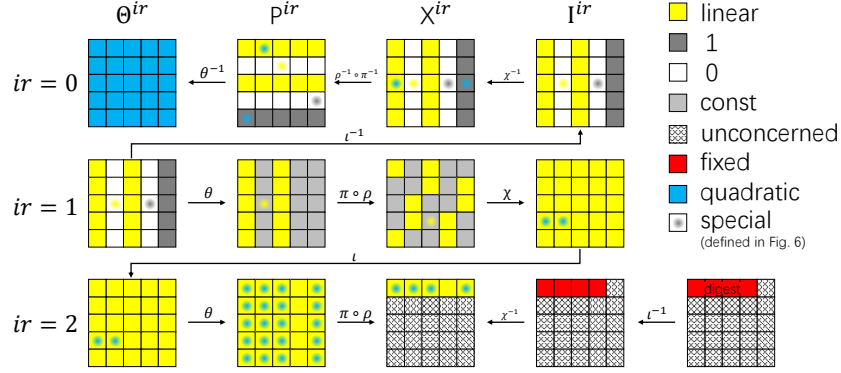 Θ^{ir} P^{ir} X^{ir} I^{ir}
ir = 0 θ⁻¹ ρ⁻¹ ∘ π⁻¹ χ⁻¹
ι⁻¹
ir = 1 θ π ∘ ρ χ
ι
ir = 2 θ π ∘ ρ χ⁻¹ ι⁻¹ digest
linear
1
0
const
unconcerned
fixed
quadratic
special
(defined in Fig. 6)